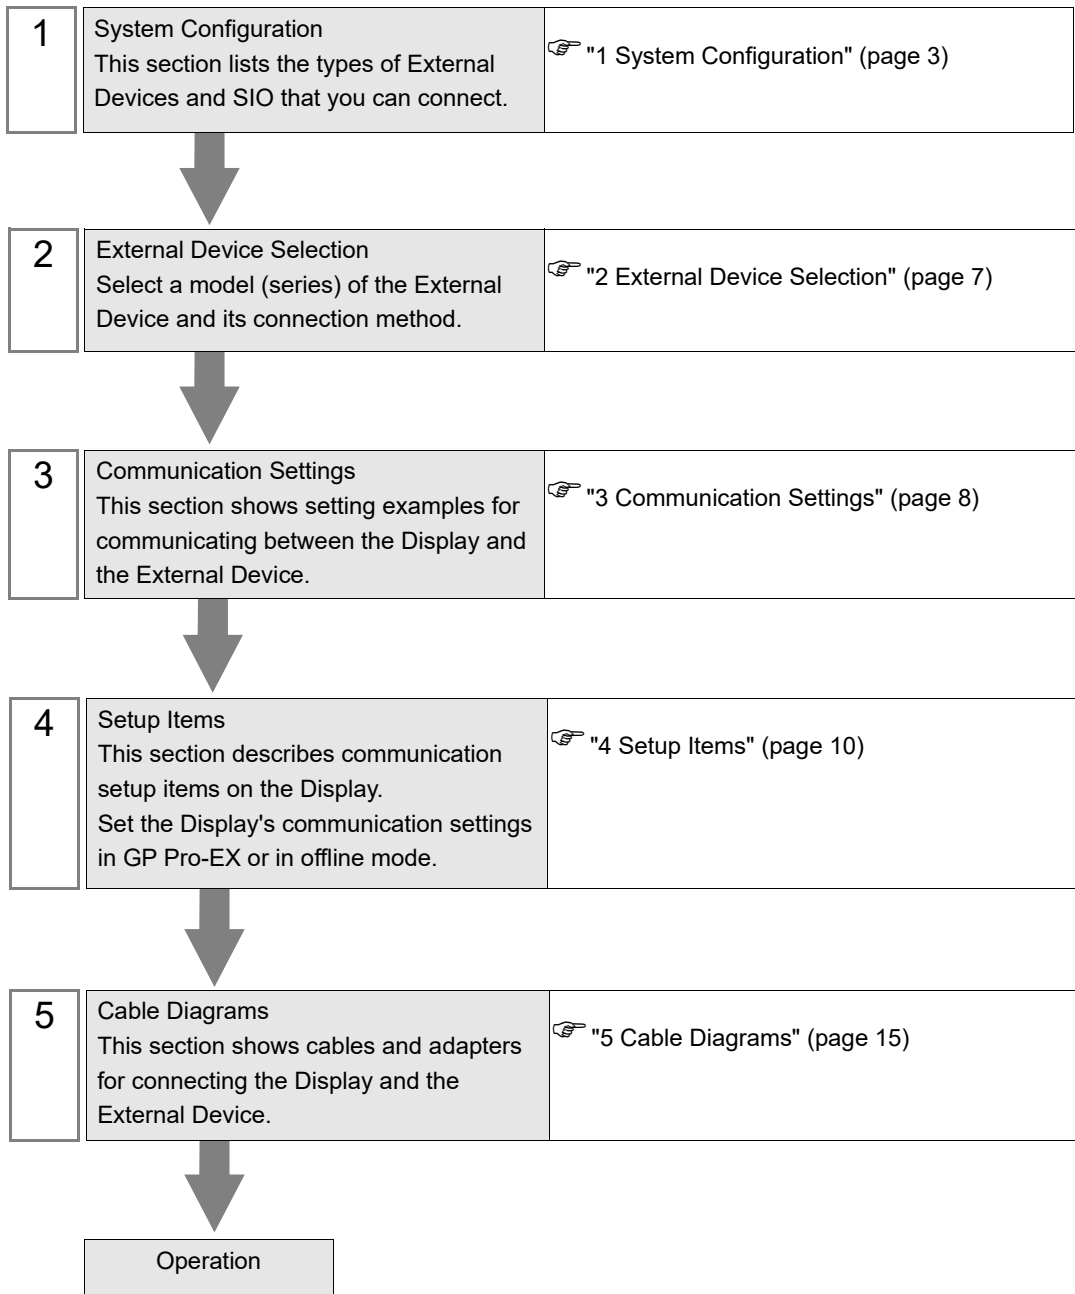 1
System Configuration
This section lists the types of External
Devices and SIO that you can connect.
"1 System Configuration" (page 3)
2
External Device Selection
Select a model (series) of the External
Device and its connection method.
"2 External Device Selection" (page 7)
3
Communication Settings
This section shows setting examples for
communicating between the Display and
the External Device.
"3 Communication Settings" (page 8)
4
Setup Items
This section describes communication
setup items on the Display.
Set the Display's communication settings
in GP Pro-EX or in offline mode.
"4 Setup Items" (page 10)
5
Cable Diagrams
This section shows cables and adapters
for connecting the Display and the
External Device.
"5 Cable Diagrams" (page 15)
Operation